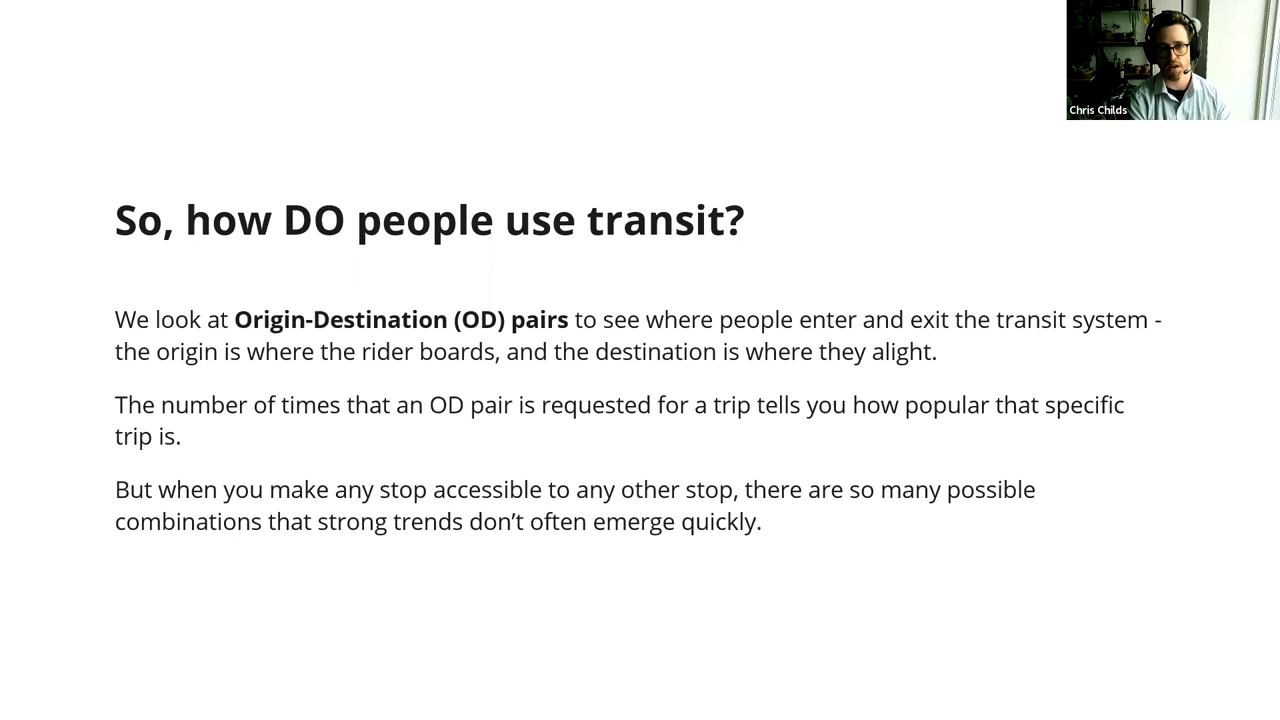 Chris Childs
So, how DO people use transit?
We look at Origin-Destination (OD) pairs to see where people enter and exit the transit system -
the origin is where the rider boards, and the destination is where they alight.
The number of times that an OD pair is requested for a trip tells you how popular that specific
trip is.
But when you make any stop accessible to any other stop, there are so many possible
combinations that strong trends don’t often emerge quickly.